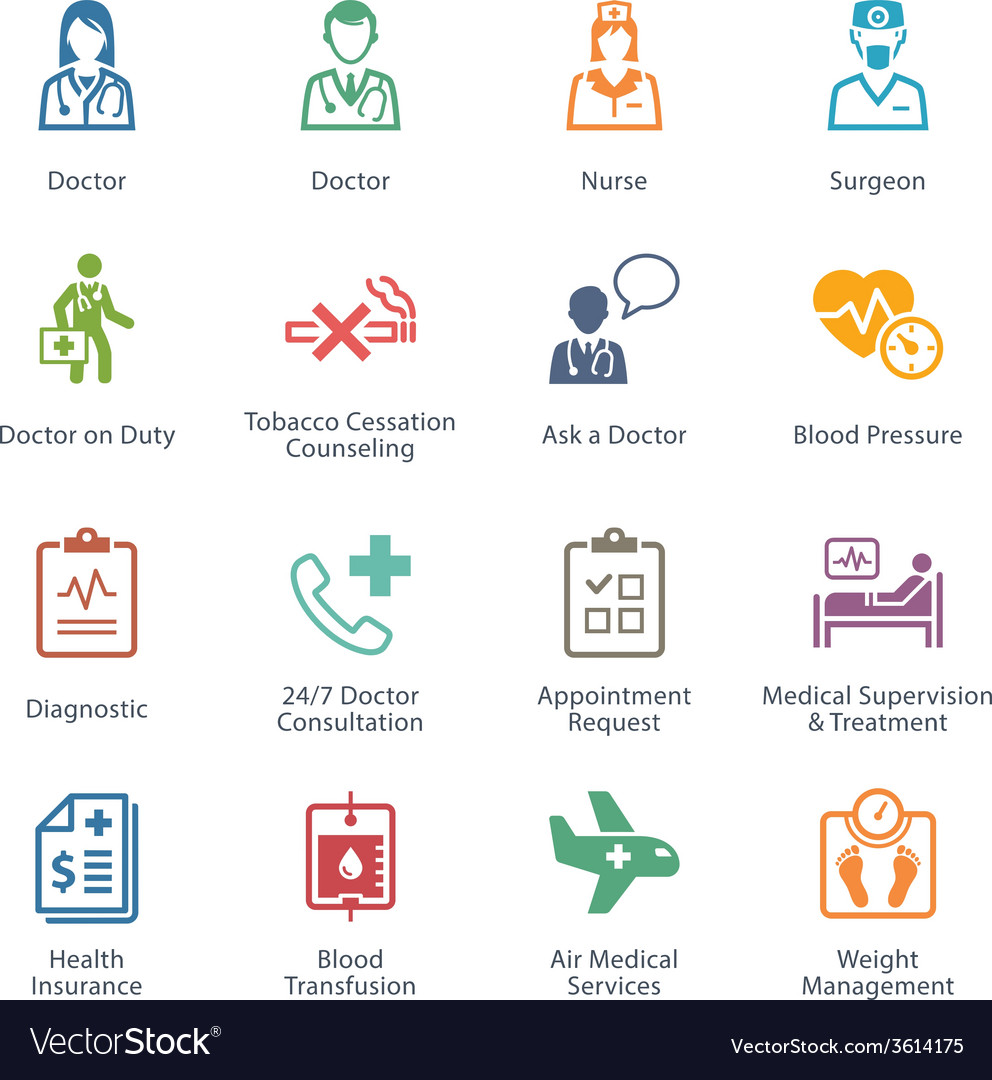 Doctor
Doctor
Nurse
Surgeon
Doctor on Duty
Tobacco Cessation
Counseling
Ask a Doctor
Blood Pressure
Diagnostic
24/7 Doctor
Consultation
Appointment
Request
Medical Supervision
& Treatment
$
Health
Insurance
Blood
Transfusion
Air Medical
Services
Weight
Management
VectorStock®
VectorStock.com/3614175